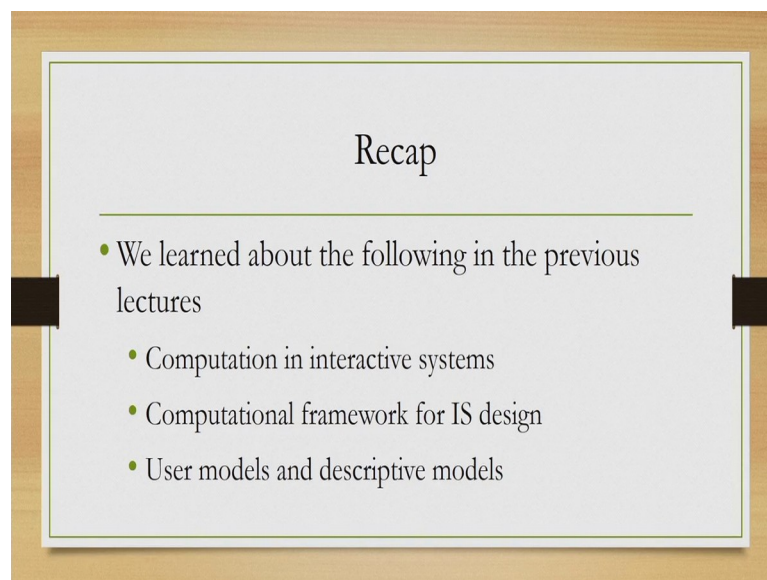 Recap
• We learned about the following in the previous
lectures
• Computation in interactive systems
• Computational framework for IS design
• User models and descriptive models